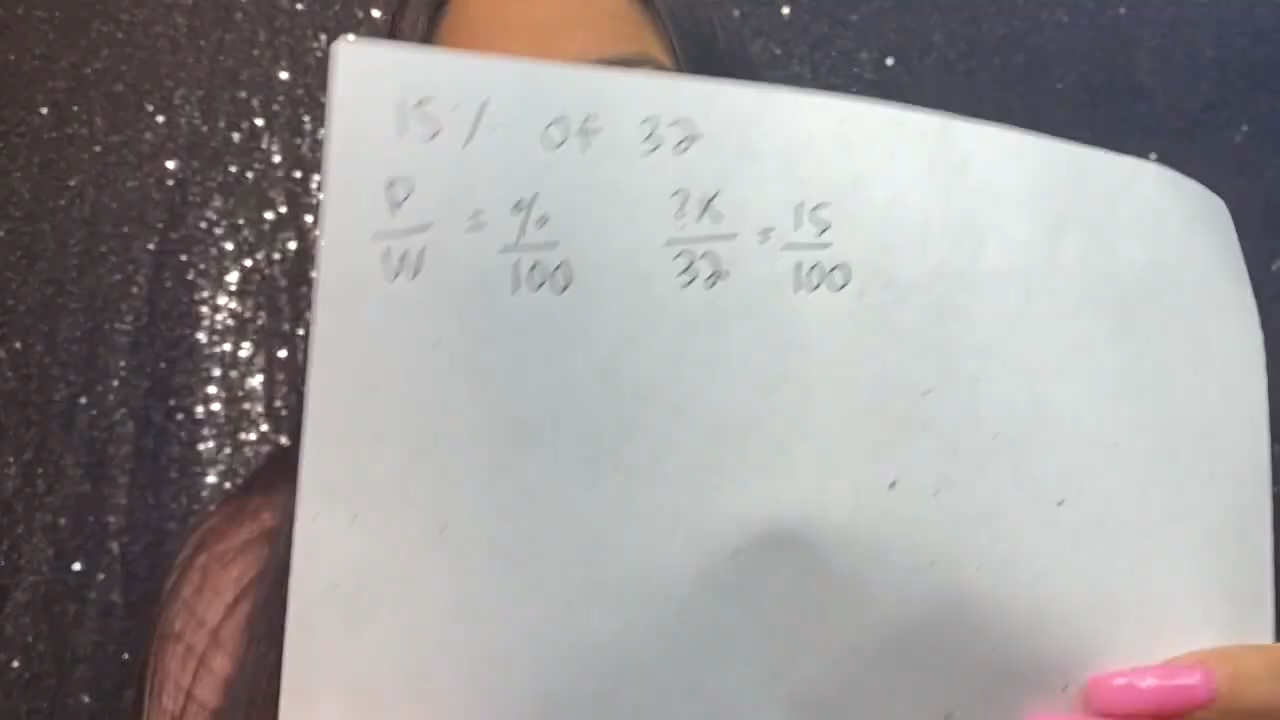 15% of 32
P/W = %/100 ?X/32 = 15/100